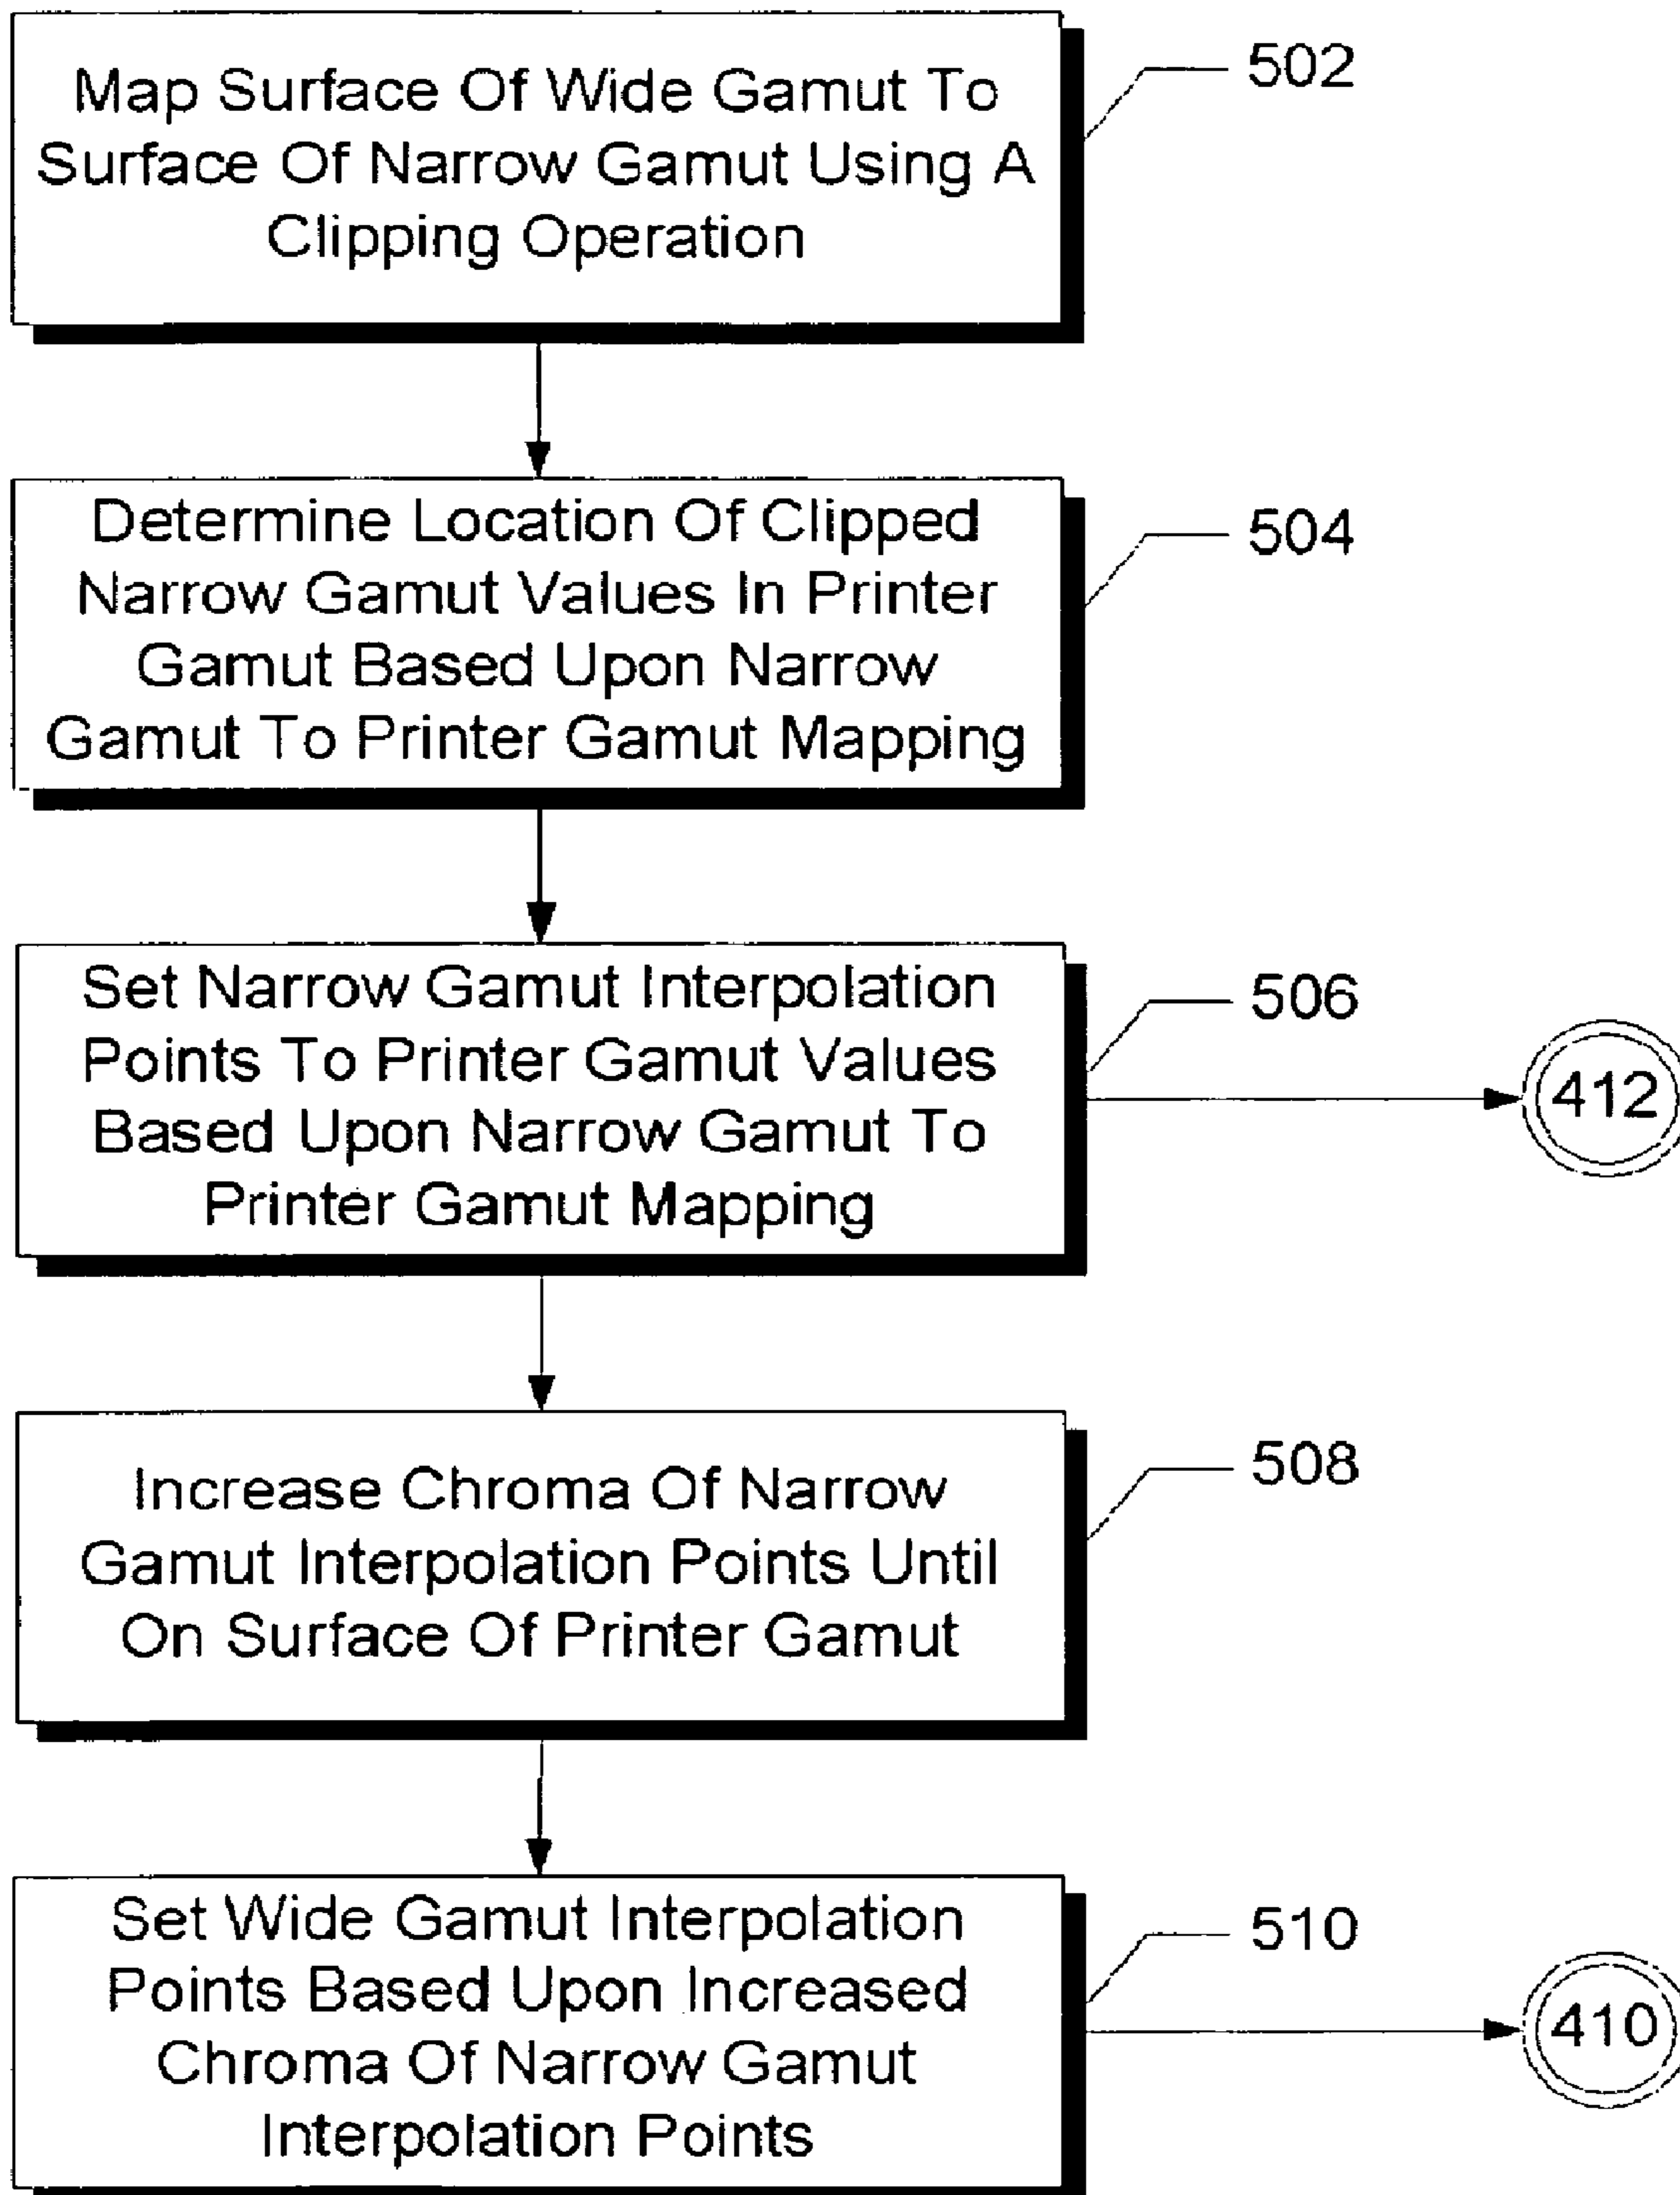 Map Surface Of Wide Gamut To
Surface Of Narrow Gamut Using A
Clipping Operation
502
Determine Location Of Clipped
Narrow Gamut Values In Printer
Gamut Based Upon Narrow
Gamut To Printer Gamut Mapping
504
Set Narrow Gamut Interpolation
Points To Printer Gamut Values
Based Upon Narrow Gamut To
Printer Gamut Mapping
506
412
Increase Chroma Of Narrow
Gamut Interpolation Points Until
On Surface Of Printer Gamut
508
Set Wide Gamut Interpolation
Points Based Upon Increased
Chroma Of Narrow Gamut
Interpolation Points
510
410